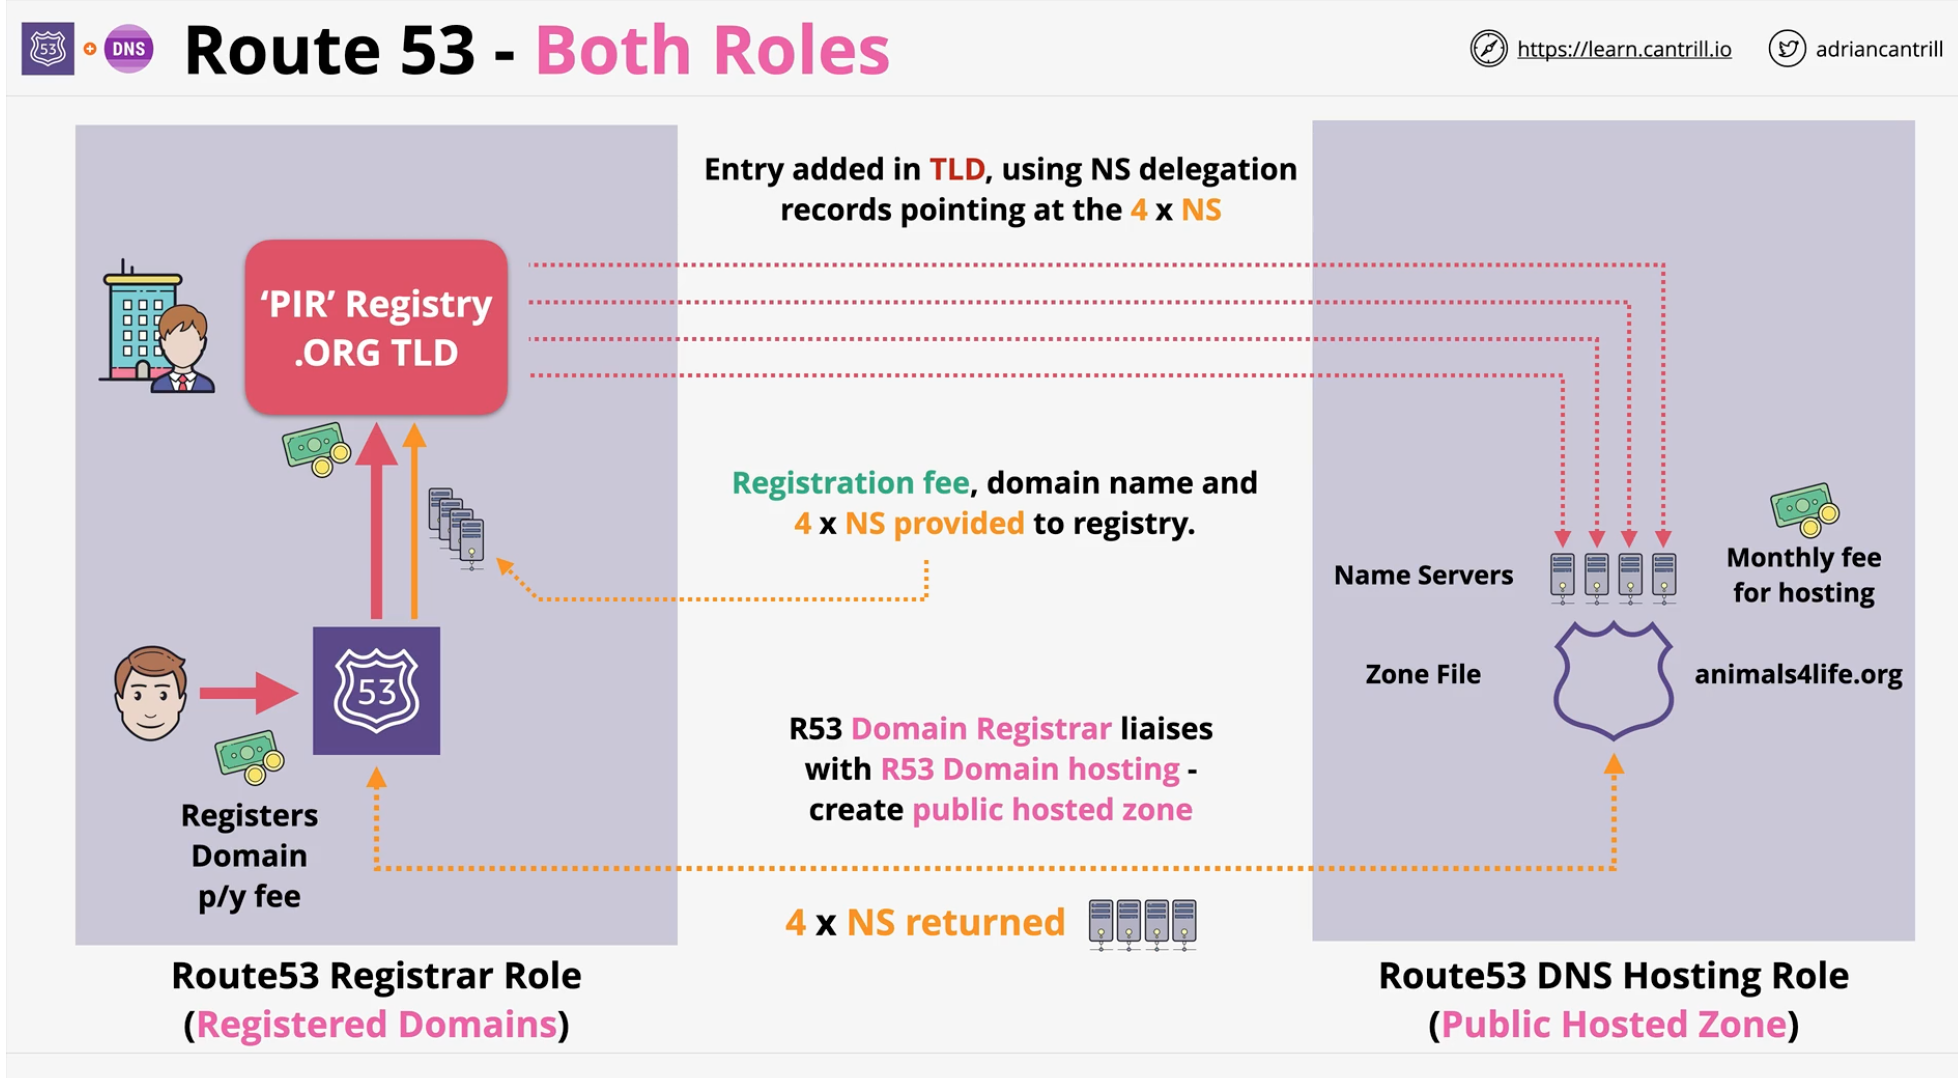 53
DNS
Route 53 - Both Roles
https://learn.cantrill.io
adriancantrill
Entry added in TLD, using NS delegation
records pointing at the 4 x NS
'PIR' Registry
.ORG TLD
Registration fee, domain name and
4 x NS provided to registry.
Name Servers
Monthly fee
for hosting
53
Zone File
animals4life.org
R53 Domain Registrar liaises
with R53 Domain hosting -
create public hosted zone
Registers
Domain
p/y fee
4 x NS returned
Route53 Registrar Role
(Registered Domains)
Route53 DNS Hosting Role
(Public Hosted Zone)